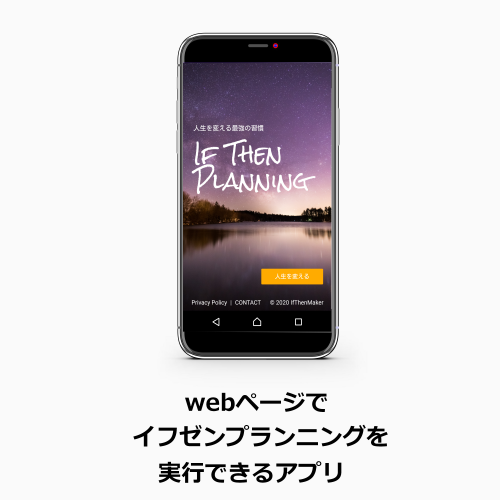 人生を変える最強の習慣
If Then
Planning
人生を変える
Privacy Policy | CONTACT © 2020 IfThenMaker
webページで
イフゼンプランニングを
実行できるアプリ